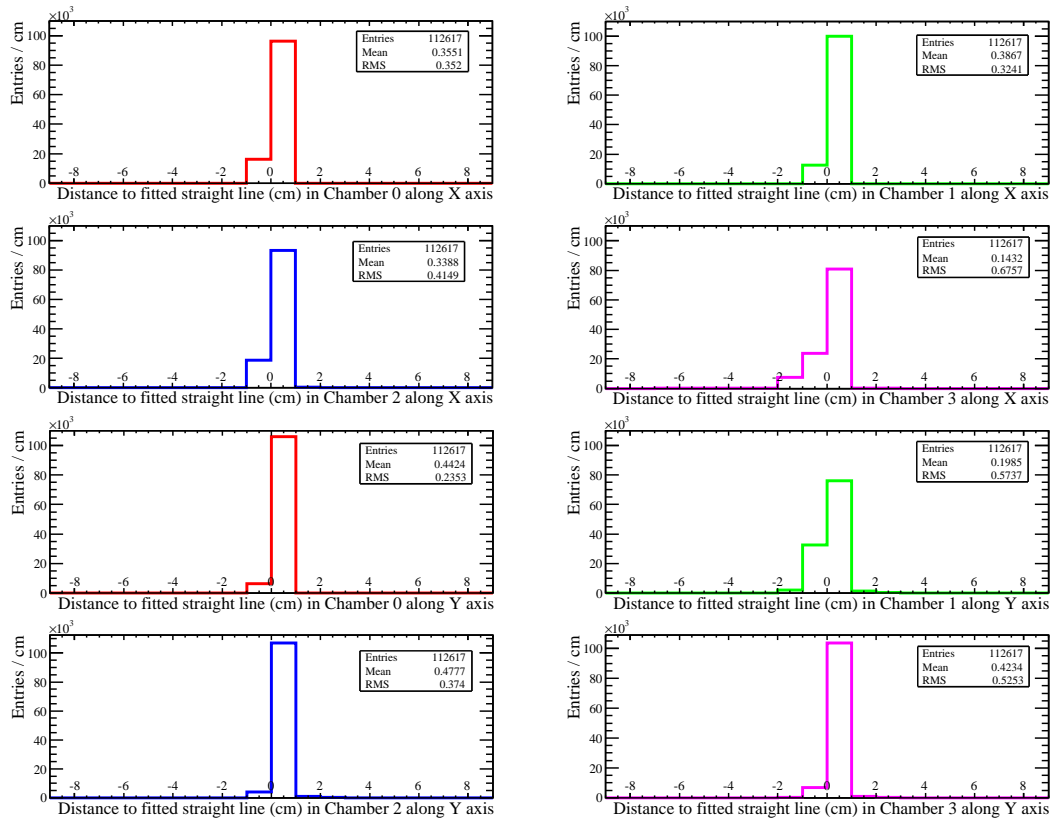 ×10³
Entries / cm
100
80
60
40
20
0
-8 -6 -4 -2 0 2 4 6 8
Entries 112617
Mean 0.3551
RMS 0.352
Distance to fitted straight line (cm) in Chamber 0 along X axis
×10³
Entries / cm
100
80
60
40
20
0
-8 -6 -4 -2 0 2 4 6 8
Entries 112617
Mean 0.3867
RMS 0.3241
Distance to fitted straight line (cm) in Chamber 1 along X axis
×10³
Entries / cm
100
80
60
40
20
0
-8 -6 -4 -2 0 2 4 6 8
Entries 112617
Mean 0.3388
RMS 0.4149
Distance to fitted straight line (cm) in Chamber 2 along X axis
×10³
Entries / cm
100
80
60
40
20
0
-8 -6 -4 -2 0 2 4 6 8
Entries 112617
Mean 0.1432
RMS 0.6757
Distance to fitted straight line (cm) in Chamber 3 along X axis
×10³
Entries / cm
100
80
60
40
20
0
-8 -6 -4 -2 0 2 4 6 8
Entries 112617
Mean 0.4424
RMS 0.2353
Distance to fitted straight line (cm) in Chamber 0 along Y axis
×10³
Entries / cm
100
80
60
40
20
0
-8 -6 -4 -2 0 2 4 6 8
Entries 112617
Mean 0.1985
RMS 0.5737
Distance to fitted straight line (cm) in Chamber 1 along Y axis
×10³
Entries / cm
100
80
60
40
20
0
-8 -6 -4 -2 0 2 4 6 8
Entries 112617
Mean 0.4777
RMS 0.374
Distance to fitted straight line (cm) in Chamber 2 along Y axis
×10³
Entries / cm
100
80
60
40
20
0
-8 -6 -4 -2 0 2 4 6 8
Entries 112617
Mean 0.4234
RMS 0.5253
Distance to fitted straight line (cm) in Chamber 3 along Y axis